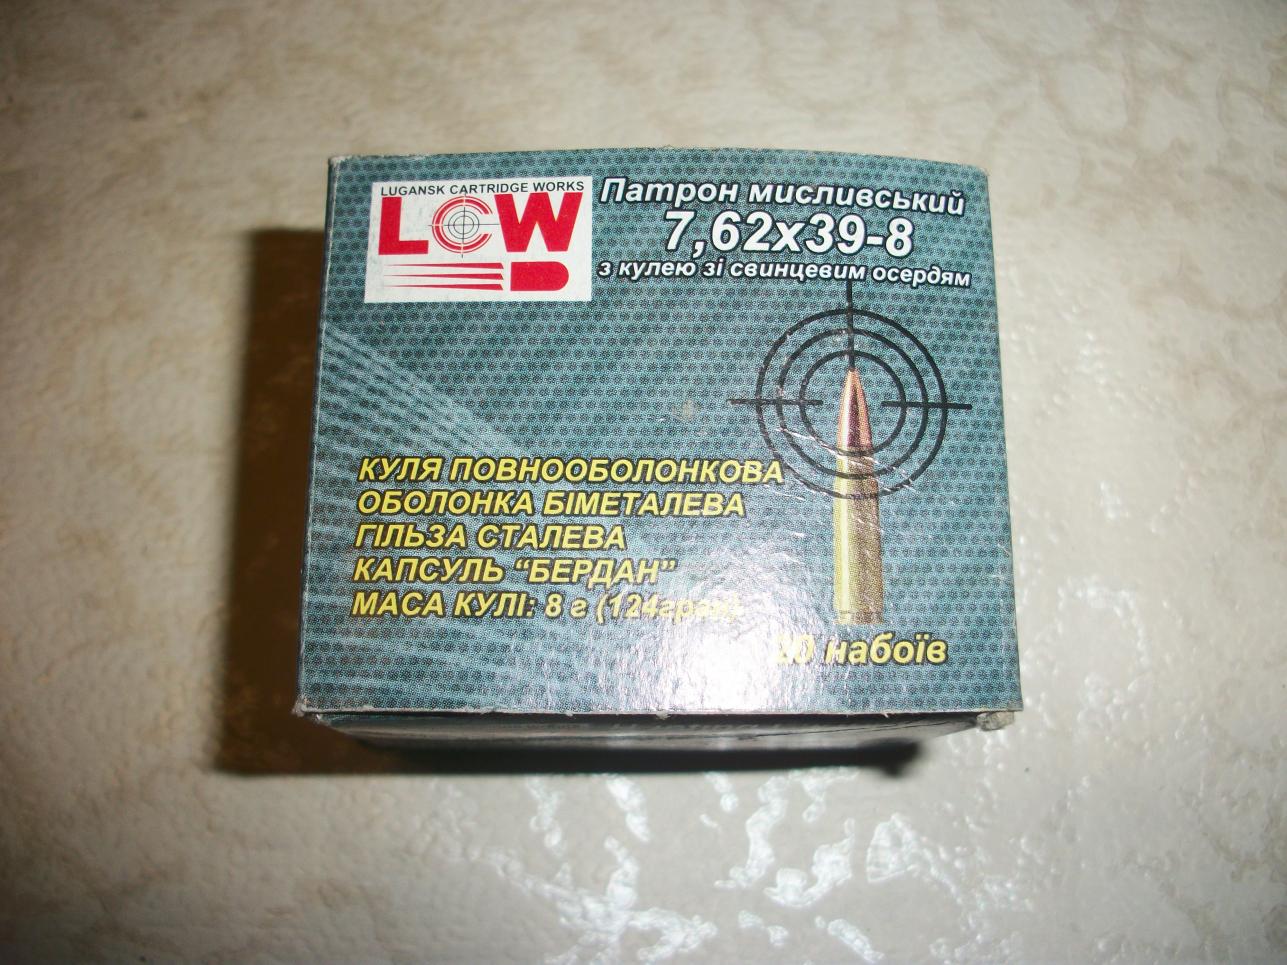 LUGANSK CARTRIDGE WORKS
LCW
Патрон мисливський
7,62х39-8
з кулею зі свинцевим осердям
КУЛЯ ПОВНООБОЛОНКОВА
ОБОЛОНКА БІМЕТАЛЕВА
ГІЛЬЗА СТАЛЕВА
КАПСУЛЬ “БЕРДАН”
МАСА КУЛІ: 8 г (124гран)
20 набоїв